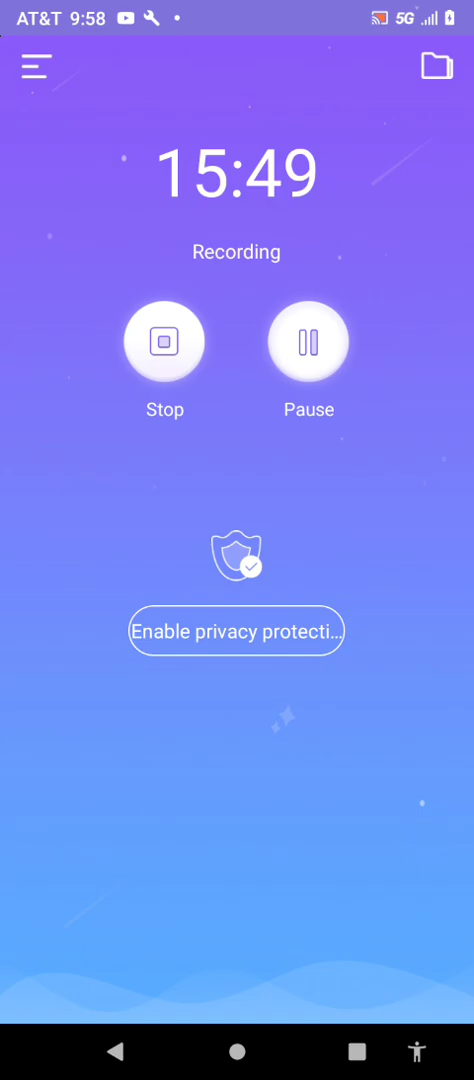 AT&T 9:58 5G
15:49
Recording
Stop Pause
Enable privacy protecti...